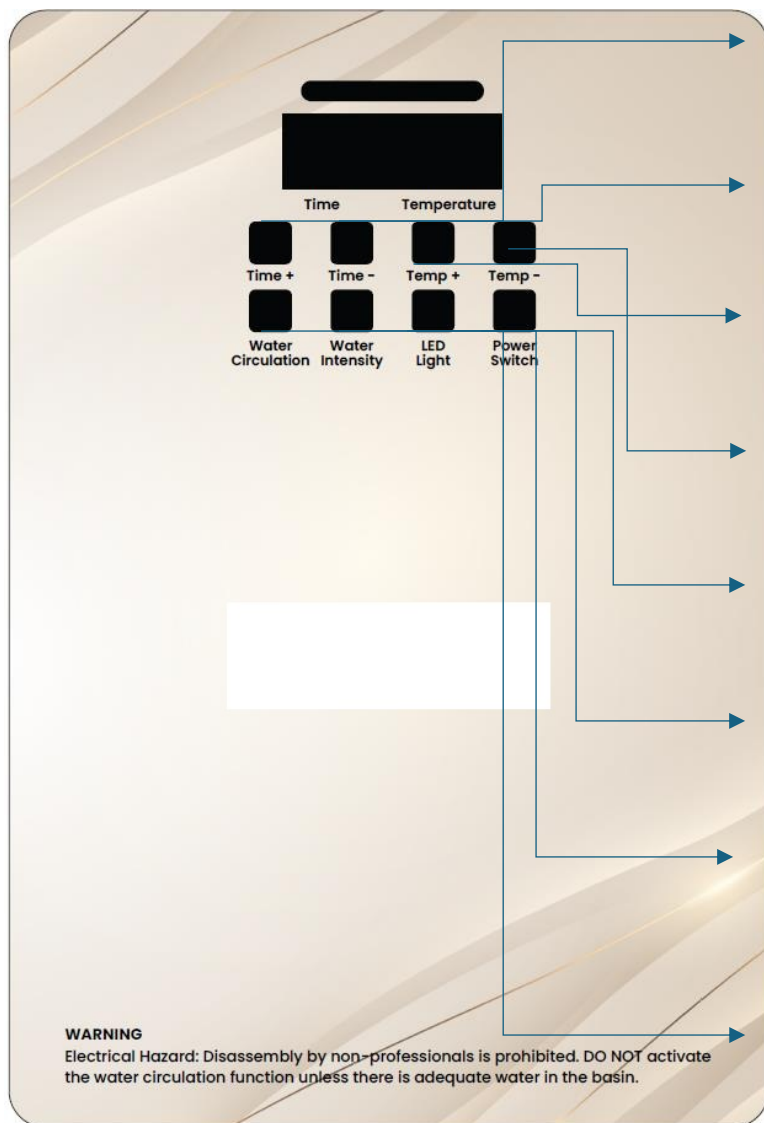 Time Temperature
Time + Time - Temp + Temp -
Water Water LED Power
Circulation Intensity Light Switch
WARNING
Electrical Hazard: Disassembly by non-professionals is prohibited. DO NOT activate
the water circulation function unless there is adequate water in the basin.